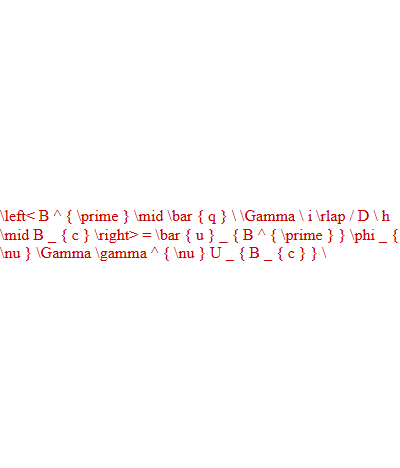 \left< B ^ { \prime } \mid \bar { q } \ \Gamma \ i \rlap / D \ h
\mid B _ { c } \right> = \bar { u } _ { B ^ { \prime } } \phi _ {
\nu } \Gamma \gamma ^ { \nu } U _ { B _ { c } } \